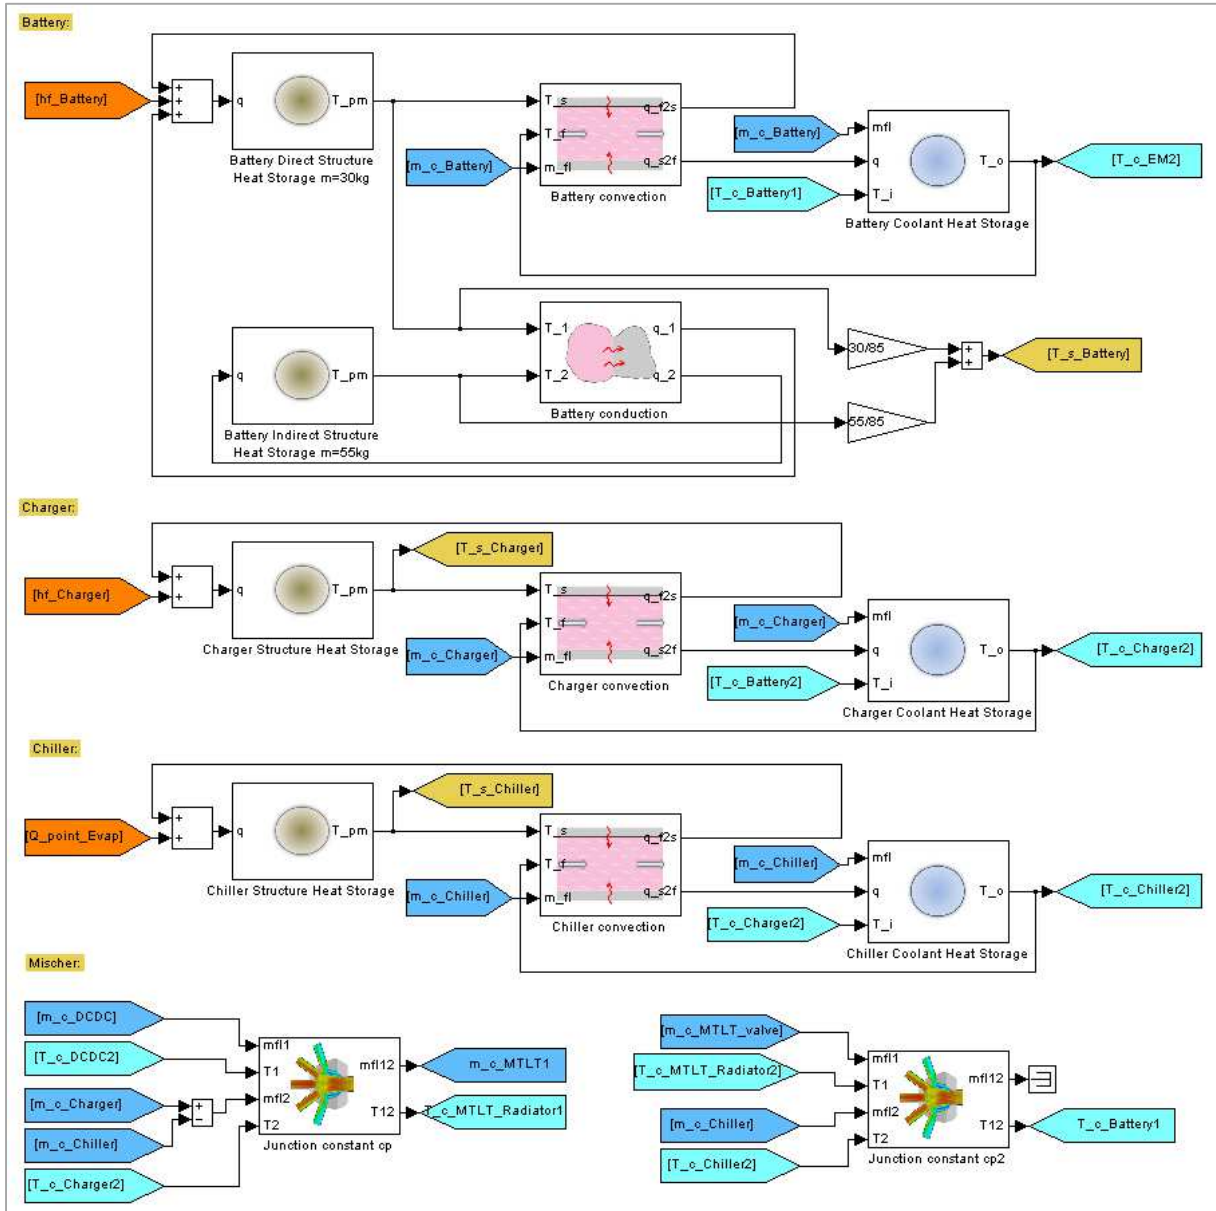 Battery:
[hf_Battery]
+
+
+
q
T_pm
Battery Direct Structure
Heat Storage m=30kg
[m_c_Battery]
T_s
T_f
m_fl
q_f2s
q_s2f
Battery convection
[m_c_Battery]
[T_c_Battery1]
mfl
q
T_i
T_o
Battery Coolant Heat Storage
[T_c_EM2]
q
T_pm
Battery Indirect Structure
Heat Storage m=55kg
T_1
T_2
q_1
q_2
Battery conduction
30/85
55/85
+
+
[T_s_Battery]
Charger:
[hf_Charger]
+
+
q
T_pm
Charger Structure Heat Storage
[T_s_Charger]
[m_c_Charger]
T_s
T_f
m_fl
q_f2s
q_s2f
Charger convection
[m_c_Charger]
[T_c_Battery2]
mfl
q
T_i
T_o
Charger Coolant Heat Storage
[T_c_Charger2]
Chiller:
[Q_point_Evap]
+
+
q
T_pm
Chiller Structure Heat Storage
[T_s_Chiller]
[m_c_Chiller]
T_s
T_f
m_fl
q_f2s
q_s2f
Chiller convection
[m_c_Chiller]
[T_c_Charger2]
mfl
q
T_i
T_o
Chiller Coolant Heat Storage
[T_c_Chiller2]
Mischer:
[m_c_DCDC]
[T_c_DCDC2]
[m_c_Charger]
[m_c_Chiller]
[T_c_Charger2]
+
−
mfl1
T1
mfl2
T2
mfl12
T12
Junction constant cp
m_c_MTLT1
T_c_MTLT_Radiator1
[m_c_MTLT_valve]
[T_c_MTLT_Radiator2]
[m_c_Chiller]
[T_c_Chiller2]
mfl1
T1
mfl2
T2
mfl12
T12
Junction constant cp2
T_c_Battery1